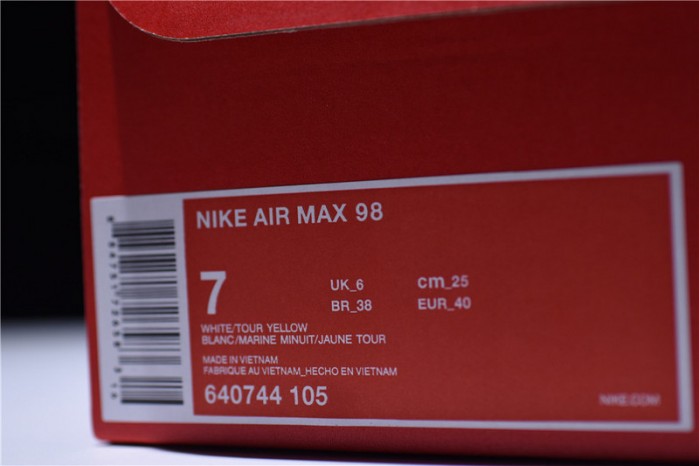 NIKE AIR MAX 98
7
UK_6 cm_25
BR_38 EUR_40
WHITE/TOUR YELLOW
BLANC/MARINE MINUIT/JAUNE TOUR
MADE IN VIETNAM
FABRIQUE AU VIETNAM_HECHO EN VIETNAM
640744 105
NIKE.COM